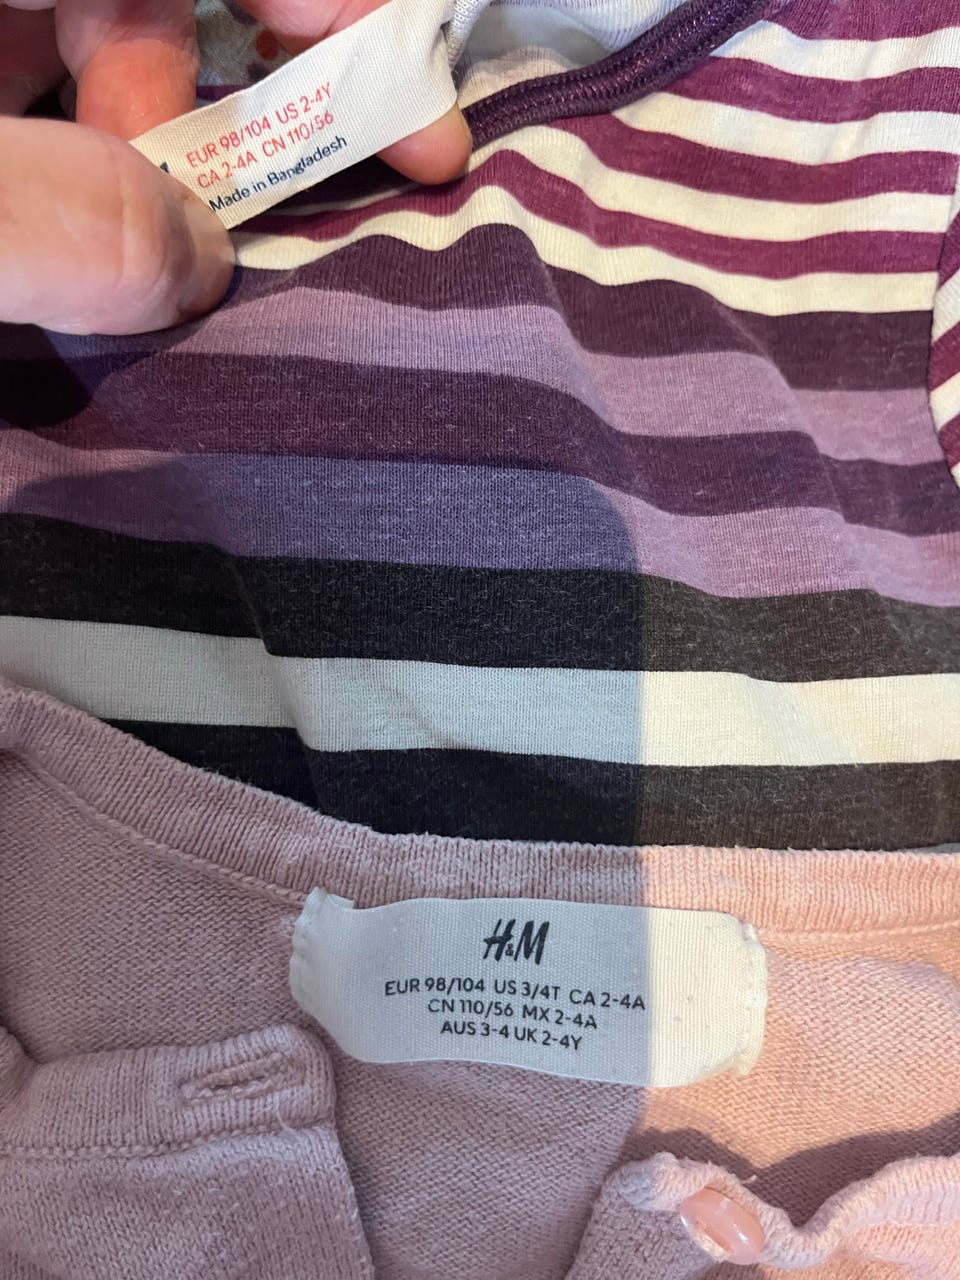 EUR 98/104 US 2-4Y
CA 2-4A CN 110/56
Made in Bangladesh
H&M
EUR 98/104 US 3/4T CA 2-4A
CN 110/56 MX 2-4A
AUS 3-4 UK 2-4Y